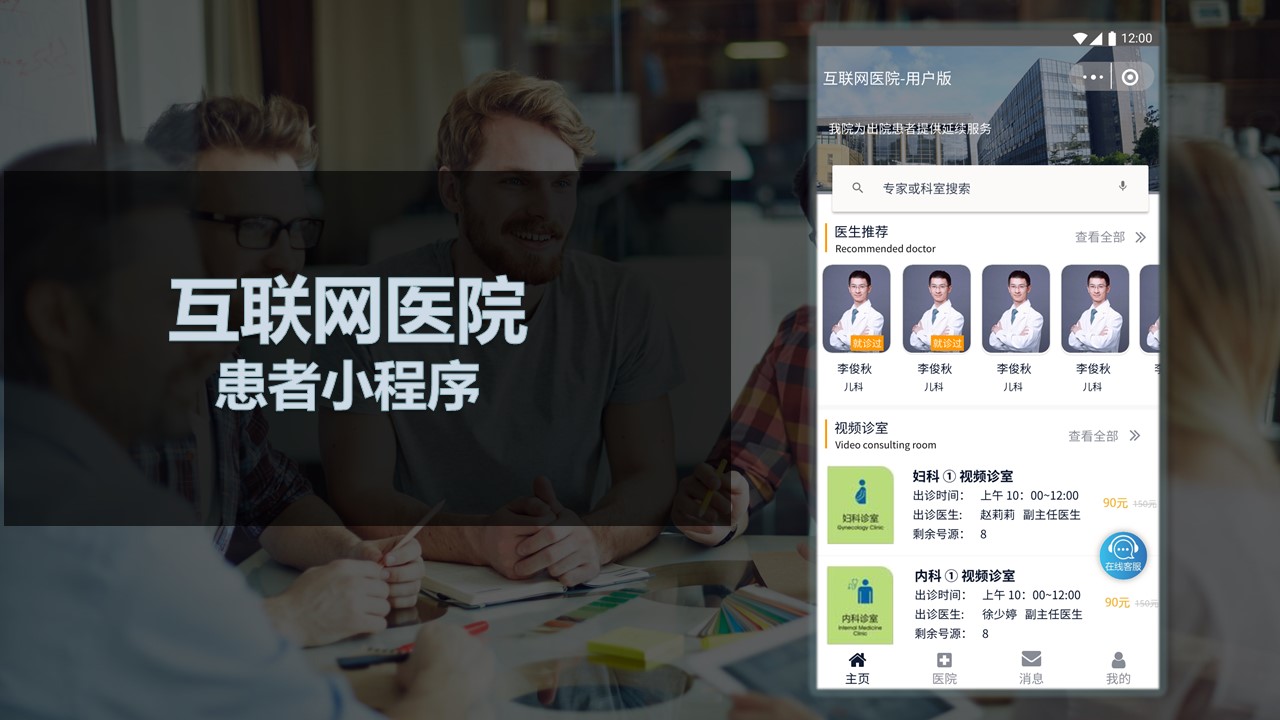 互联网医院
患者小程序
12:00
互联网医院-用户版
我院为出院患者提供延续服务
专家或科室搜索
医生推荐
查看全部
Recommended doctor
就诊过
就诊过
李俊秋
李俊秋
李俊秋
李俊秋
儿科
儿科
儿科
儿科
视频诊室
查看全部
Video consulting room
妇科 ① 视频诊室
出诊时间： 上午 10：00~12:00
90元 150元
出诊医生: 赵莉莉 副主任医生
剩余号源： 8
妇科诊室
Gynecology Clinic
在线客服
内科 ① 视频诊室
出诊时间： 上午 10：00~12:00
90元 150元
出诊医生: 徐少婷 副主任医生
剩余号源： 8
内科诊室
Internal Medicine
Clinic
主页
医院
消息
我的